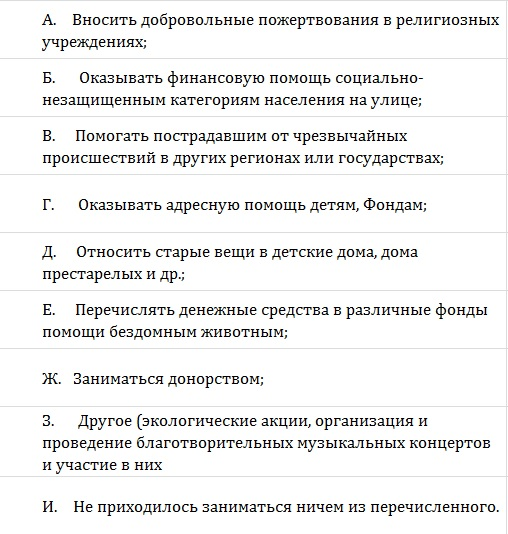 А. Вносить добровольные пожертвования в религиозных
учреждениях;
Б. Оказывать финансовую помощь социально-
незащищенным категориям населения на улице;
В. Помогать пострадавшим от чрезвычайных
происшествий в других регионах или государствах;
Г. Оказывать адресную помощь детям, Фондам;
Д. Относить старые вещи в детские дома, дома
престарелых и др.;
Е. Перечислять денежные средства в различные фонды
помощи бездомным животным;
Ж. Заниматься донорством;
З. Другое (экологические акции, организация и
проведение благотворительных музыкальных концертов
и участие в них
И. Не приходилось заниматься ничем из перечисленного.